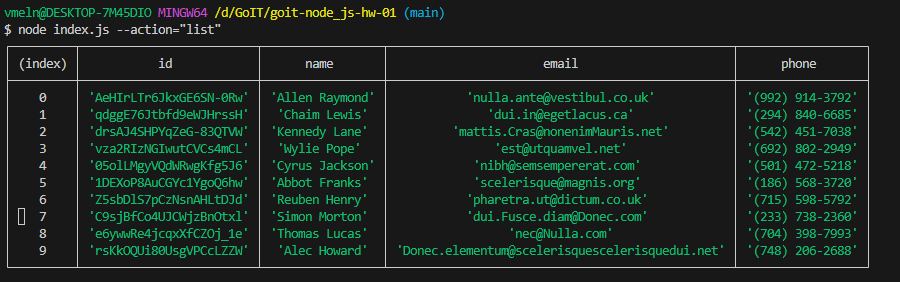 vmeln@DESKTOP-7M45DIO MINGW64 /d/GoIT/goit-node_js-hw-01 (main)
$ node index.js --action="list"
(index) id name email phone
0 'AeHIrLTr6JkxGE6SN-0Rw' 'Allen Raymond' 'nulla.ante@vestibul.co.uk' '(992) 914-3792'
1 'qdggE76Jtbfd9eWJHrssH' 'Chaim Lewis' 'dui.in@egetlacus.ca' '(294) 840-6685'
2 'drsAJ4SHPYqZeG-83QTVW' 'Kennedy Lane' 'mattis.Cras@nonenimMauris.net' '(542) 451-7038'
3 'vza2RIzNGIwutCVCs4mCL' 'Wylie Pope' 'est@utquamvel.net' '(692) 802-2949'
4 '05olLMgyVQdWRwgKfg5J6' 'Cyrus Jackson' 'nibh@semsempererat.com' '(501) 472-5218'
5 '1DEXoP8AuCGYc1YgoQ6hw' 'Abbot Franks' 'scelerisque@magnis.org' '(186) 568-3720'
6 'Z5sbDlS7pCzNsnAHLtDJd' 'Reuben Henry' 'pharetra.ut@dictum.co.uk' '(715) 598-5792'
7 'C9sjBfCo4UJCWjzBnOtxl' 'Simon Morton' 'dui.Fusce.diam@Donec.com' '(233) 738-2360'
8 'e6ywwRe4jcqxXfCZOj_1e' 'Thomas Lucas' 'nec@Nulla.com' '(704) 398-7993'
9 'rsKkOQUi80UsgVPCcLZZW' 'Alec Howard' 'Donec.elementum@scelerisquescelerisquedui.net' '(748) 206-2688'